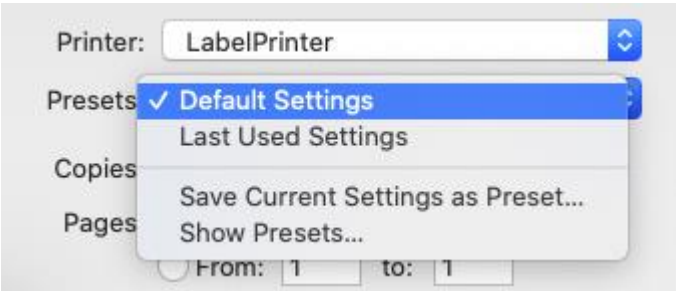 Printer: LabelPrinter
Presets ✓ Default Settings
Last Used Settings
Copies
Save Current Settings as Preset...
Pages
Show Presets...
From: 1 to: 1